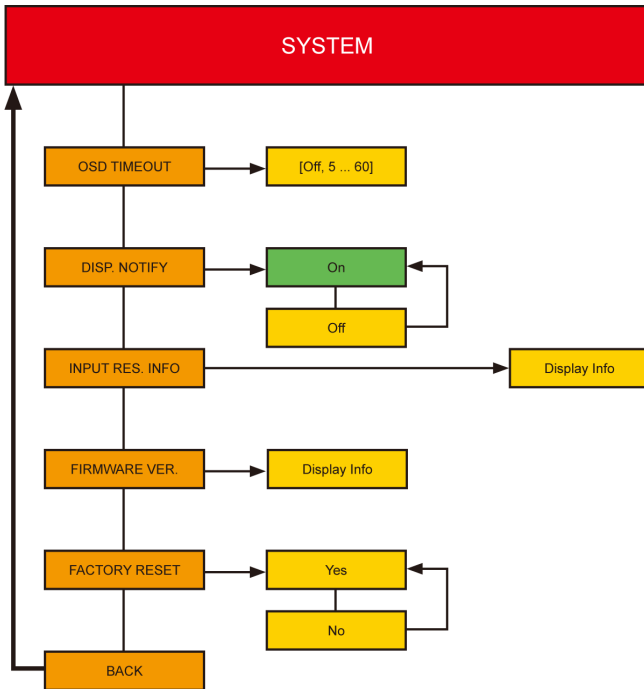 SYSTEM
OSD TIMEOUT
[Off, 5 ... 60]
DISP. NOTIFY
On
Off
INPUT RES. INFO
Display Info
FIRMWARE VER.
Display Info
FACTORY RESET
Yes
No
BACK